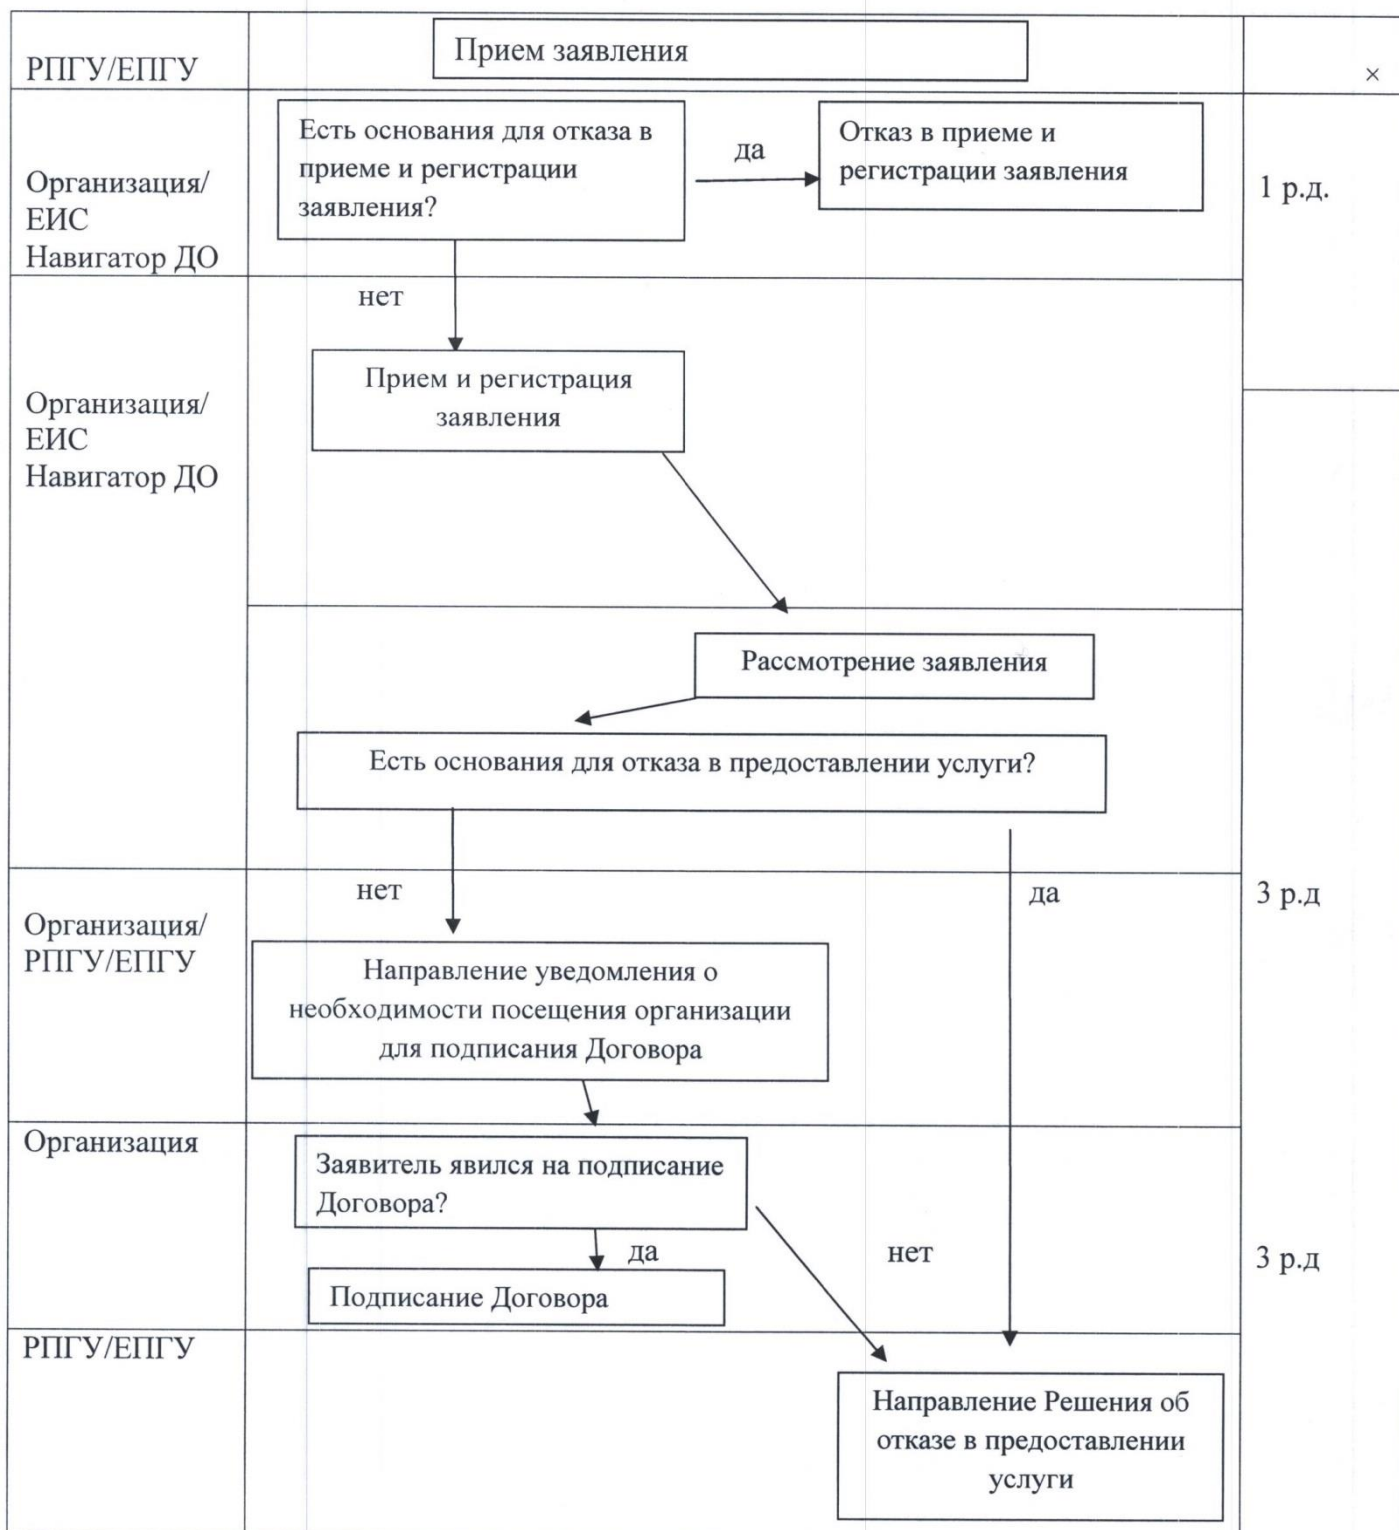 Прием заявления
РПГУ/ЕПГУ
×
Есть основания для отказа в
приеме и регистрации
заявления?
да
Отказ в приеме и
регистрации заявления
Организация/
ЕИС
Навигатор ДО
1 р.д.
нет
Прием и регистрация
заявления
Организация/
ЕИС
Навигатор ДО
Рассмотрение заявления
Есть основания для отказа в предоставлении услуги?
нет
да
3 р.д
Организация/
РПГУ/ЕПГУ
Направление уведомления о
необходимости посещения организации
для подписания Договора
Организация
Заявитель явился на подписание
Договора?
да
нет
3 р.д
Подписание Договора
РПГУ/ЕПГУ
Направление Решения об
отказе в предоставлении
услуги